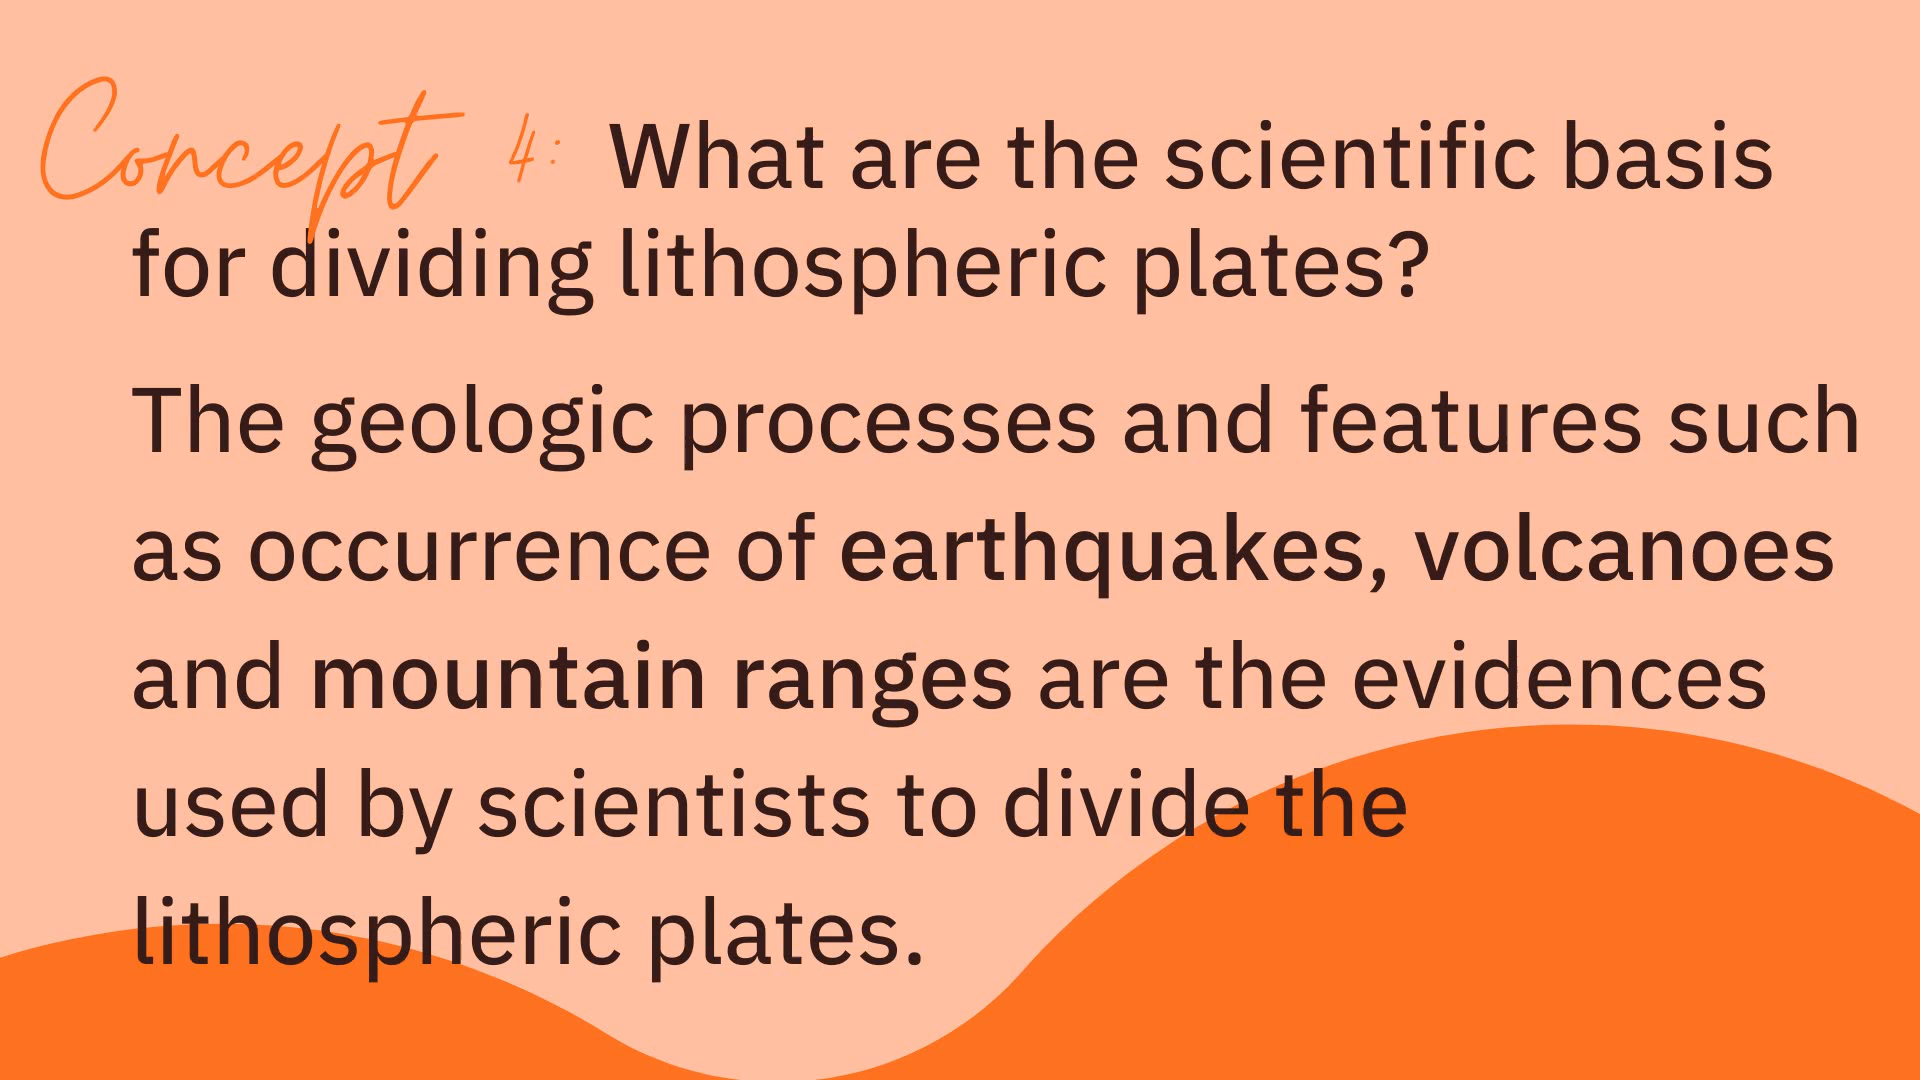 Concept 4: What are the scientific basis
for dividing lithospheric plates?
The geologic processes and features such
as occurrence of earthquakes, volcanoes
and mountain ranges are the evidences
used by scientists to divide the
lithospheric plates.